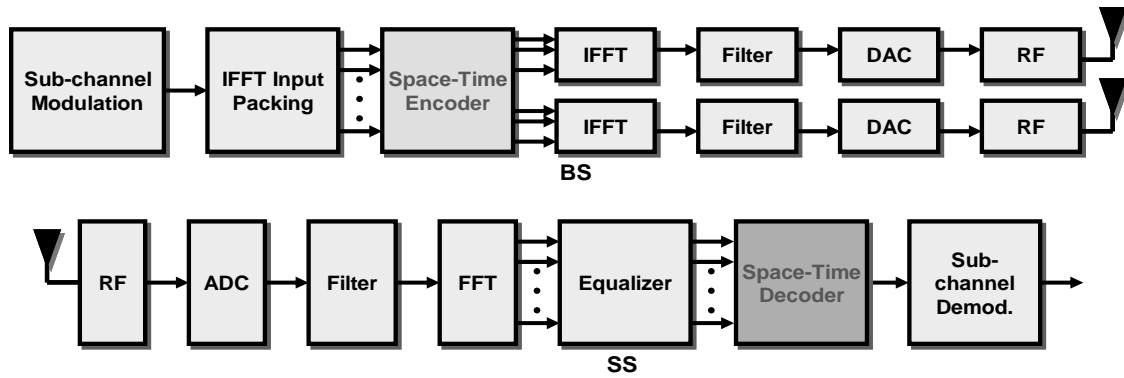 Sub-channel
Modulation
IFFT Input
Packing
Space-Time
Encoder
IFFT
Filter
DAC
RF
IFFT
Filter
DAC
RF
BS
RF
ADC
Filter
FFT
Equalizer
Space-Time
Decoder
Sub-
channel
Demod.
SS